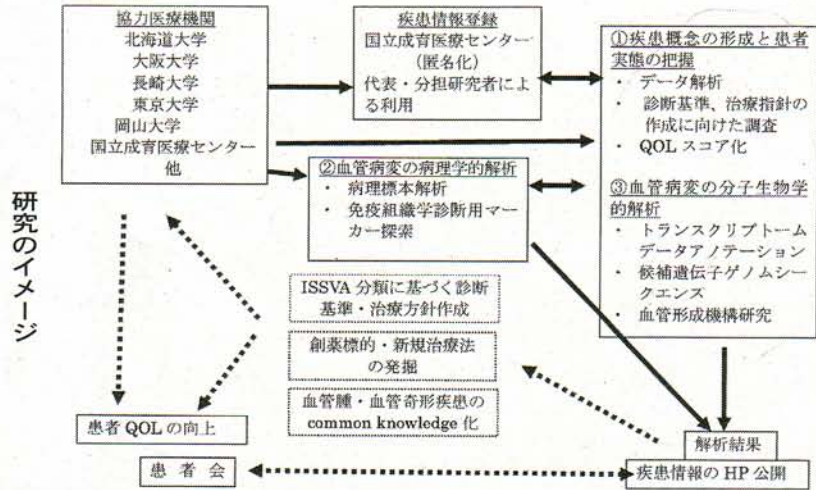 研究のイメージ
協力医療機関
北海道大学
大阪大学
長崎大学
東京大学
岡山大学
国立成育医療センター
他
疾患情報登録
国立成育医療センター
(匿名化)
代表・分担研究者によ
る利用
①疾患概念の形成と患者
実態の把握
・ データ解析
・ 診断基準、治療指針の
作成に向けた調査
・ QOL スコア化
②血管病変の病理学的解析
・ 病理標本解析
・ 免疫組織学診断用マー
カー探索
③血管病変の分子生物学
的解析
・ トランスクリプトーム
データアノテーション
・ 候補遺伝子ゲノムシー
クエンズ
・ 血管形成機構研究
ISSVA 分類に基づく診断
基準・治療方針作成
創薬標的・新規治療法
の発掘
血管腫・血管奇形疾患の
common knowledge 化
患者 QOL の向上
患者会
解析結果
疾患情報の HP 公開